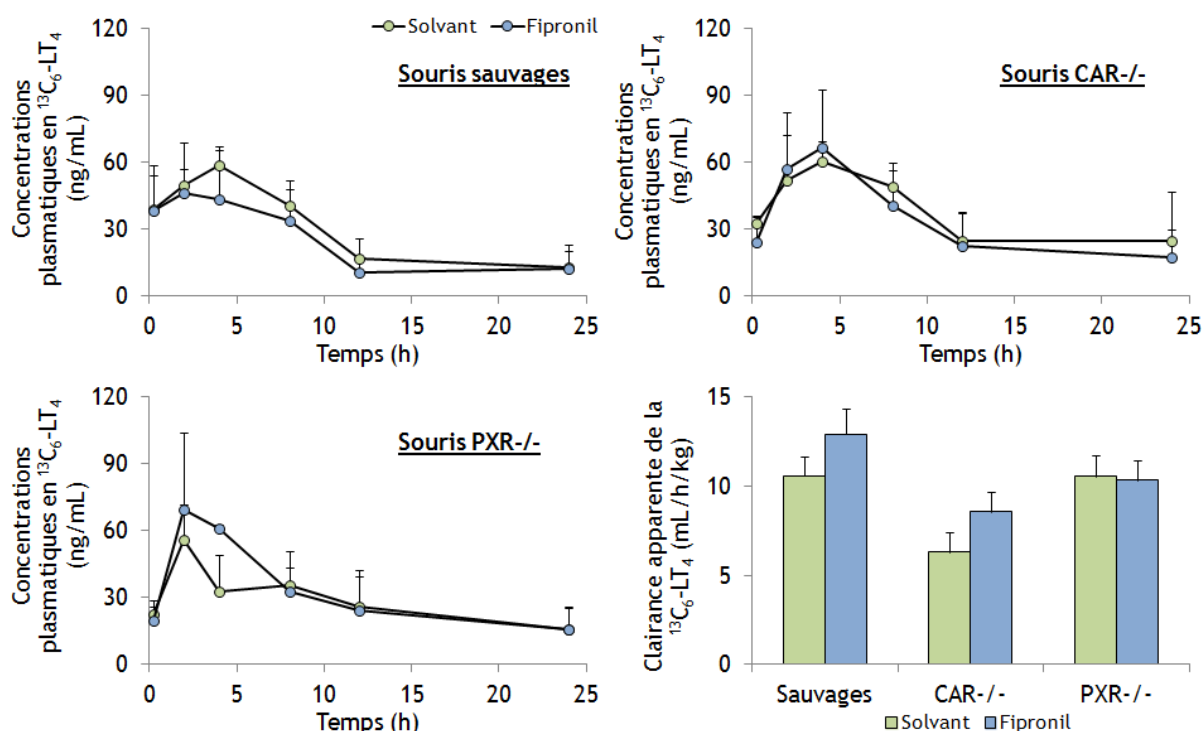 Solvant Fipronil
Souris sauvages
Concentrations
plasmatiques en ¹³C₆-LT₄
(ng/mL)
120
90
60
30
0
0 5 10 15 20 25
Temps (h)
Souris CAR-/-
Concentrations
plasmatiques en ¹³C₆-LT₄
(ng/mL)
120
90
60
30
0
0 5 10 15 20 25
Temps (h)
Souris PXR-/-
Concentrations
plasmatiques en ¹³C₆-LT₄
(ng/mL)
120
90
60
30
0
0 5 10 15 20 25
Temps (h)
Clairance apparente de la
¹³C₆-LT₄ (mL/h/kg)
15
10
5
0
Sauvages CAR-/- PXR-/-
Solvant Fipronil